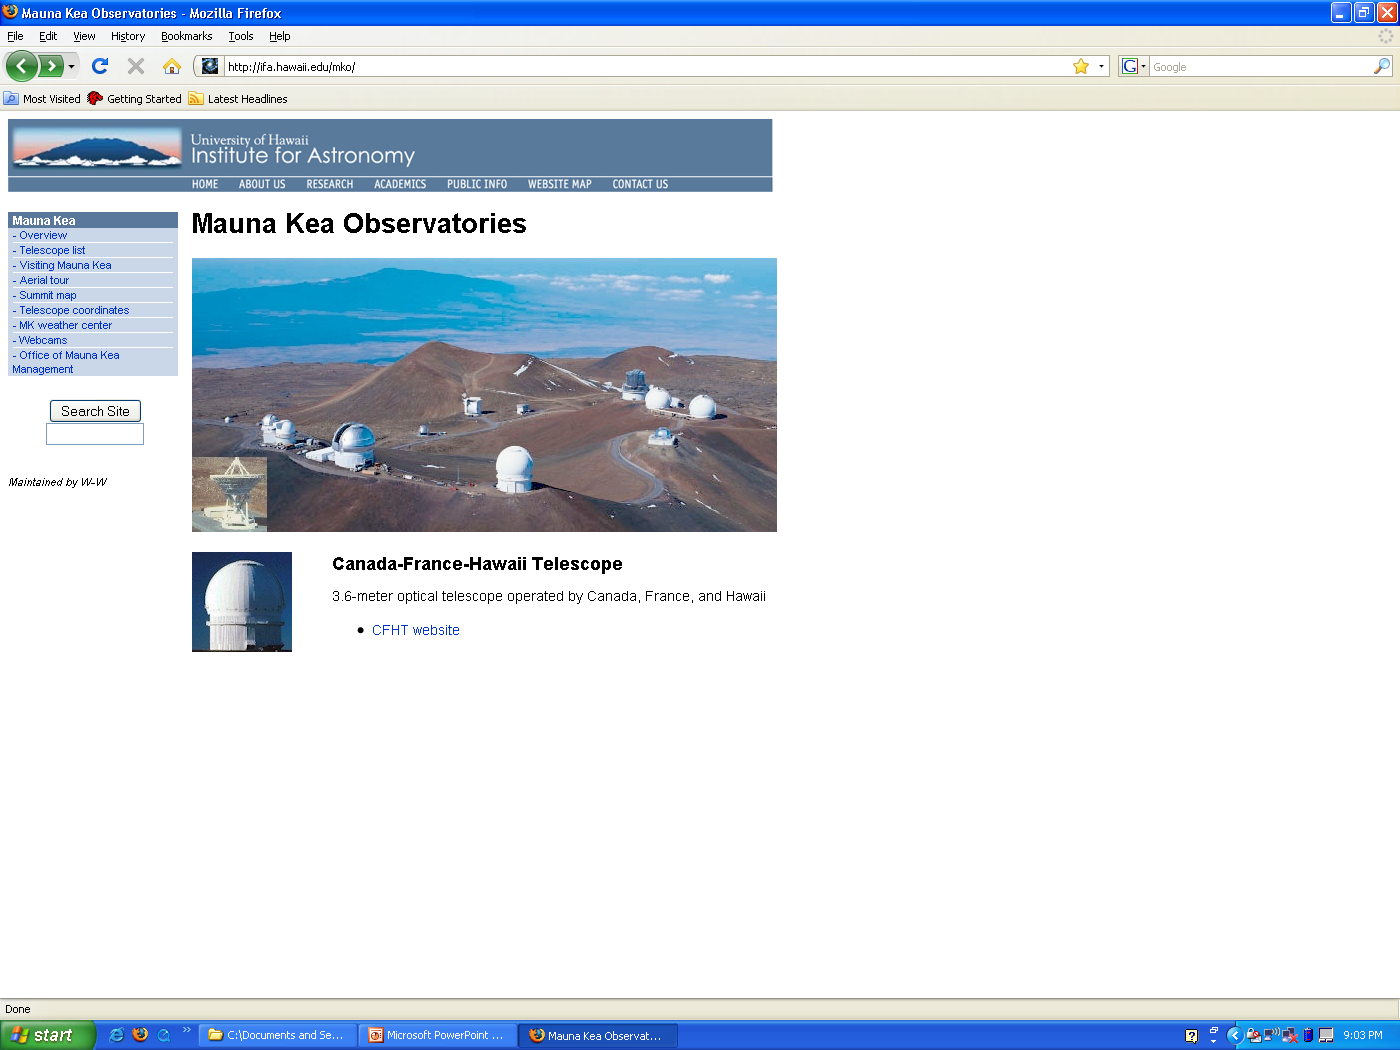 Mauna Kea Observatories - Mozilla Firefox
File Edit View History Bookmarks Tools Help
http://ifa.hawaii.edu/mko/
G Google
Most Visited Getting Started Latest Headlines
University of Hawaii
Institute for Astronomy
HOME ABOUT US RESEARCH ACADEMICS PUBLIC INFO WEBSITE MAP CONTACT US
Mauna Kea
- Overview
- Telescope list
- Visiting Mauna Kea
- Aerial tour
- Summit map
- Telescope coordinates
- MK weather center
- Webcams
- Office of Mauna Kea
Management
Search Site
Maintained by W-W
Mauna Kea Observatories
Canada-France-Hawaii Telescope
3.6-meter optical telescope operated by Canada, France, and Hawaii
• CFHT website
Done
start C:\Documents and Se... Microsoft PowerPoint ... Mauna Kea Observat... 9:03 PM